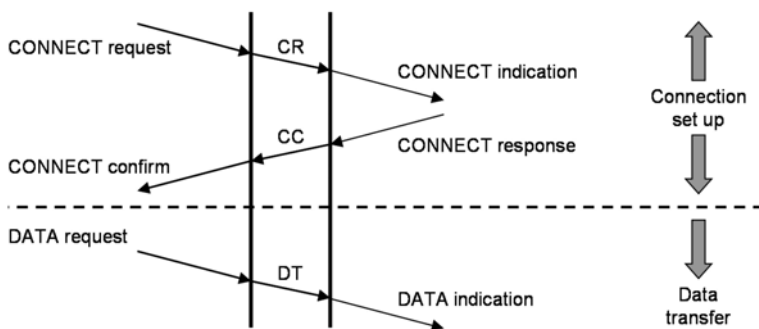 CONNECT request
CR
CONNECT indication
Connection
set up
CC
CONNECT response
CONNECT confirm
DATA request
DT
DATA indication
Data
transfer